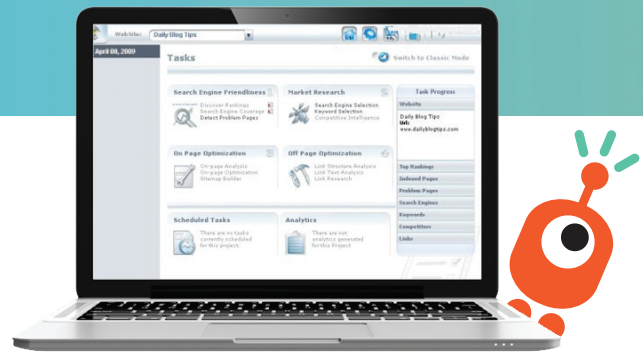 WebSite: Daily Blog Tips
April 08, 2009
Tasks
Switch to Classic Mode
Search Engine Friendliness
Discover Rankings
Search Engine Coverage
Detect Problem Pages
Market Research
Search Engine Selection
Keyword Selection
Competitive Intelligence
Task Progress
Website
Daily Blog Tips
Url:
www.dailyblogtips.com
On Page Optimization
On-page Analysis
On-page Optimization
Sitemap Builder
Off Page Optimization
Link Structure Analysis
Link Text Analysis
Link Research
Top Rankings
Indexed Pages
Problem Pages
Search Engines
Keywords
Competitors
Links
Scheduled Tasks
There are no tasks
currently scheduled
for this project.
Analytics
There are not
analytics generated
for this Project